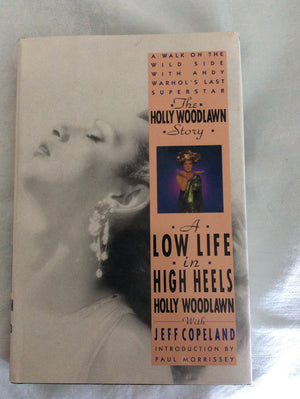 A WALK ON THE
WILD SIDE
WITH ANDY
WARHOL'S LAST
SUPERSTAR
The
HOLLY WOODLAWN
Story
A
LOW LIFE
in
HIGH HEELS
HOLLY WOODLAWN
With
JEFF COPELAND
INTRODUCTION BY
PAUL MORRISSEY